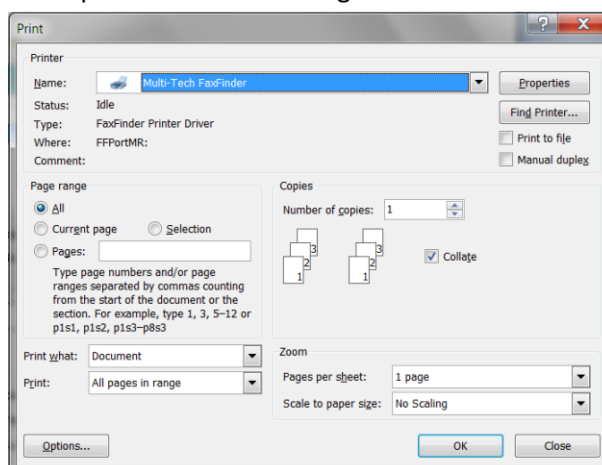 Print
Printer
Name: Multi-Tech FaxFinder
Properties
Status: Idle
Find Printer...
Type: FaxFinder Printer Driver
Where: FFPortMR:
Print to file
Comment:
Manual duplex
Page range
All
Current page Selection
Pages:
Type page numbers and/or page
ranges separated by commas counting
from the start of the document or the
section. For example, type 1, 3, 5–12 or
p1s1, p1s2, p1s3–p8s3
Copies
Number of copies: 1
3 3
2 2
1 1
Collate
Print what: Document
Print: All pages in range
Zoom
Pages per sheet: 1 page
Scale to paper size: No Scaling
Options...
OK
Close